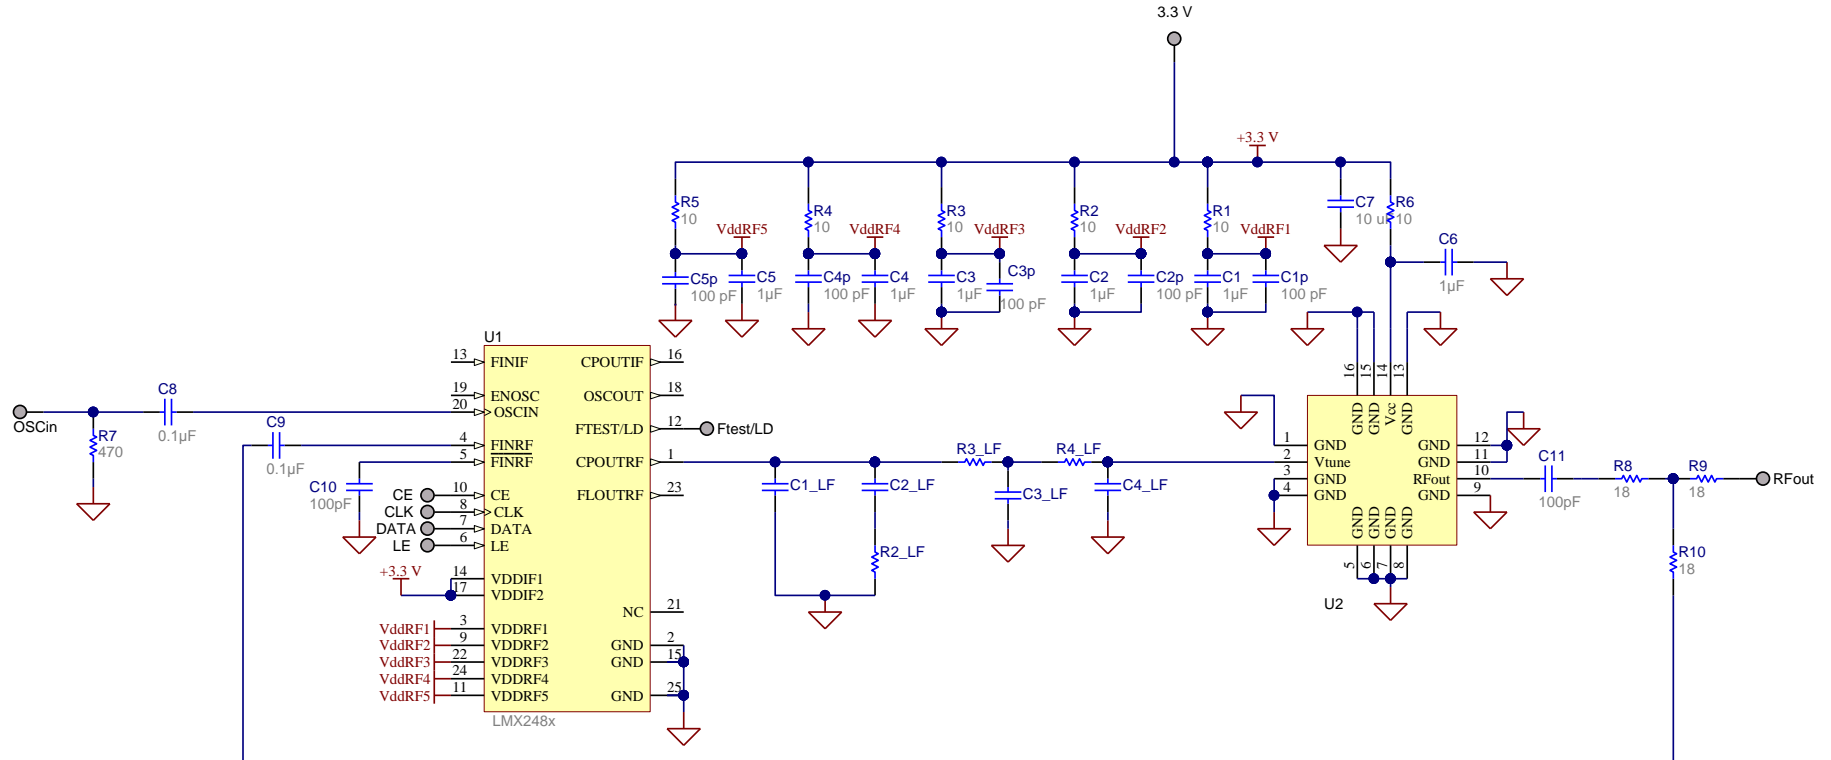 3.3 V
+3.3 V
R5
10
R4
10
R3
10
R2
10
R1
10
C7
10 u
R6
10
VddRF5
VddRF4
VddRF3
VddRF2
VddRF1
C6
1µF
C5p
100 pF
C5
1µF
C4p
100 pF
C4
1µF
C3
1µF
C3p
100 pF
C2
1µF
C2p
100 pF
C1
1µF
C1p
100 pF
U1
13 FINIF
19 ENOSC
20 OSCIN
4 FINRF
5 FINRF
10 CE
8 CLK
7 DATA
6 LE
14 VDDIF1
17 VDDIF2
3 VDDRF1
9 VDDRF2
22 VDDRF3
24 VDDRF4
11 VDDRF5
CPOUTIF 16
OSCOUT 18
FTEST/LD 12
CPOUTRF 1
FLOUTRF 23
NC 21
GND 2
GND 15
GND 25
LMX248x
OSCin
R7
470
C8
0.1µF
C9
0.1µF
C10
100pF
CE
CLK
DATA
LE
+3.3 V
VddRF1
VddRF2
VddRF3
VddRF4
VddRF5
Ftest/LD
C1_LF
C2_LF
R2_LF
R3_LF
C3_LF
R4_LF
C4_LF
16 15 14 13
GND GND Vcc GND
1 GND
2 Vtune
3 GND
4 GND
GND 12
GND 11
RFout 10
GND 9
GND GND GND GND
5 6 7 8
U2
C11
100pF
R8
18
R9
18
RFout
R10
18